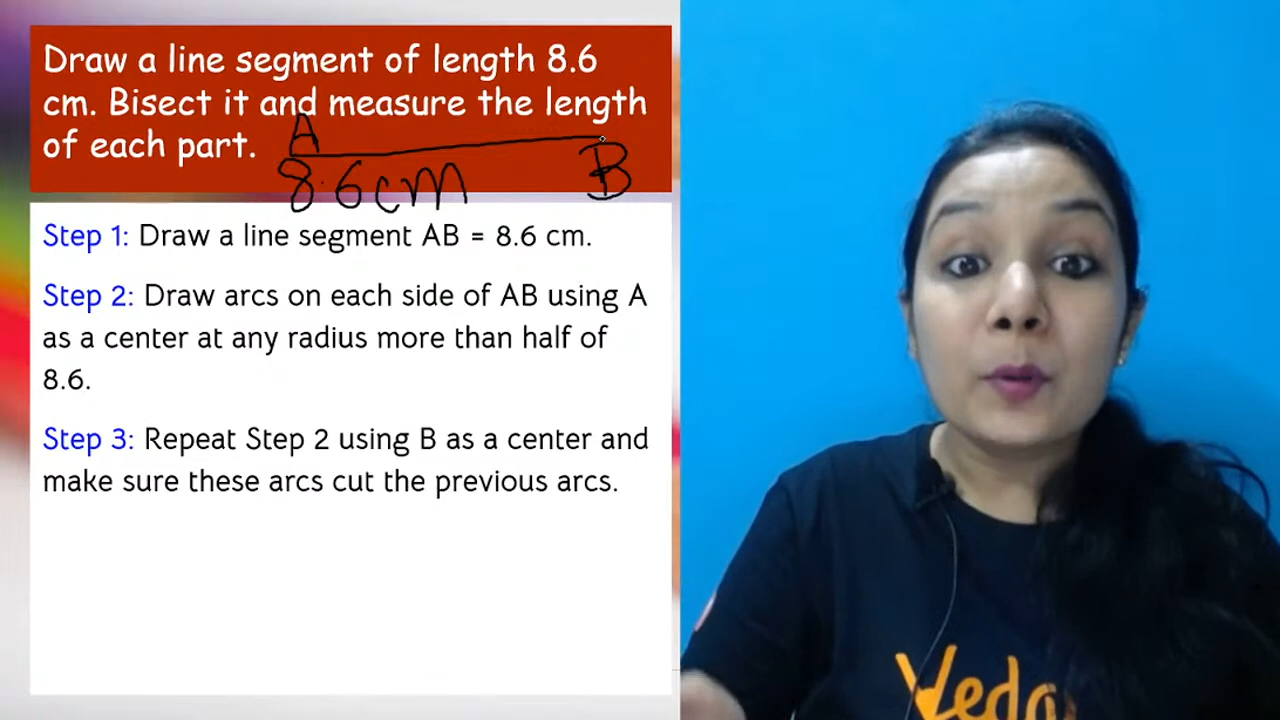 Draw a line segment of length 8.6
cm. Bisect it and measure the length
of each part.
A
8.6cm
B
Step 1: Draw a line segment AB = 8.6 cm.
Step 2: Draw arcs on each side of AB using A
as a center at any radius more than half of
8.6.
Step 3: Repeat Step 2 using B as a center and
make sure these arcs cut the previous arcs.